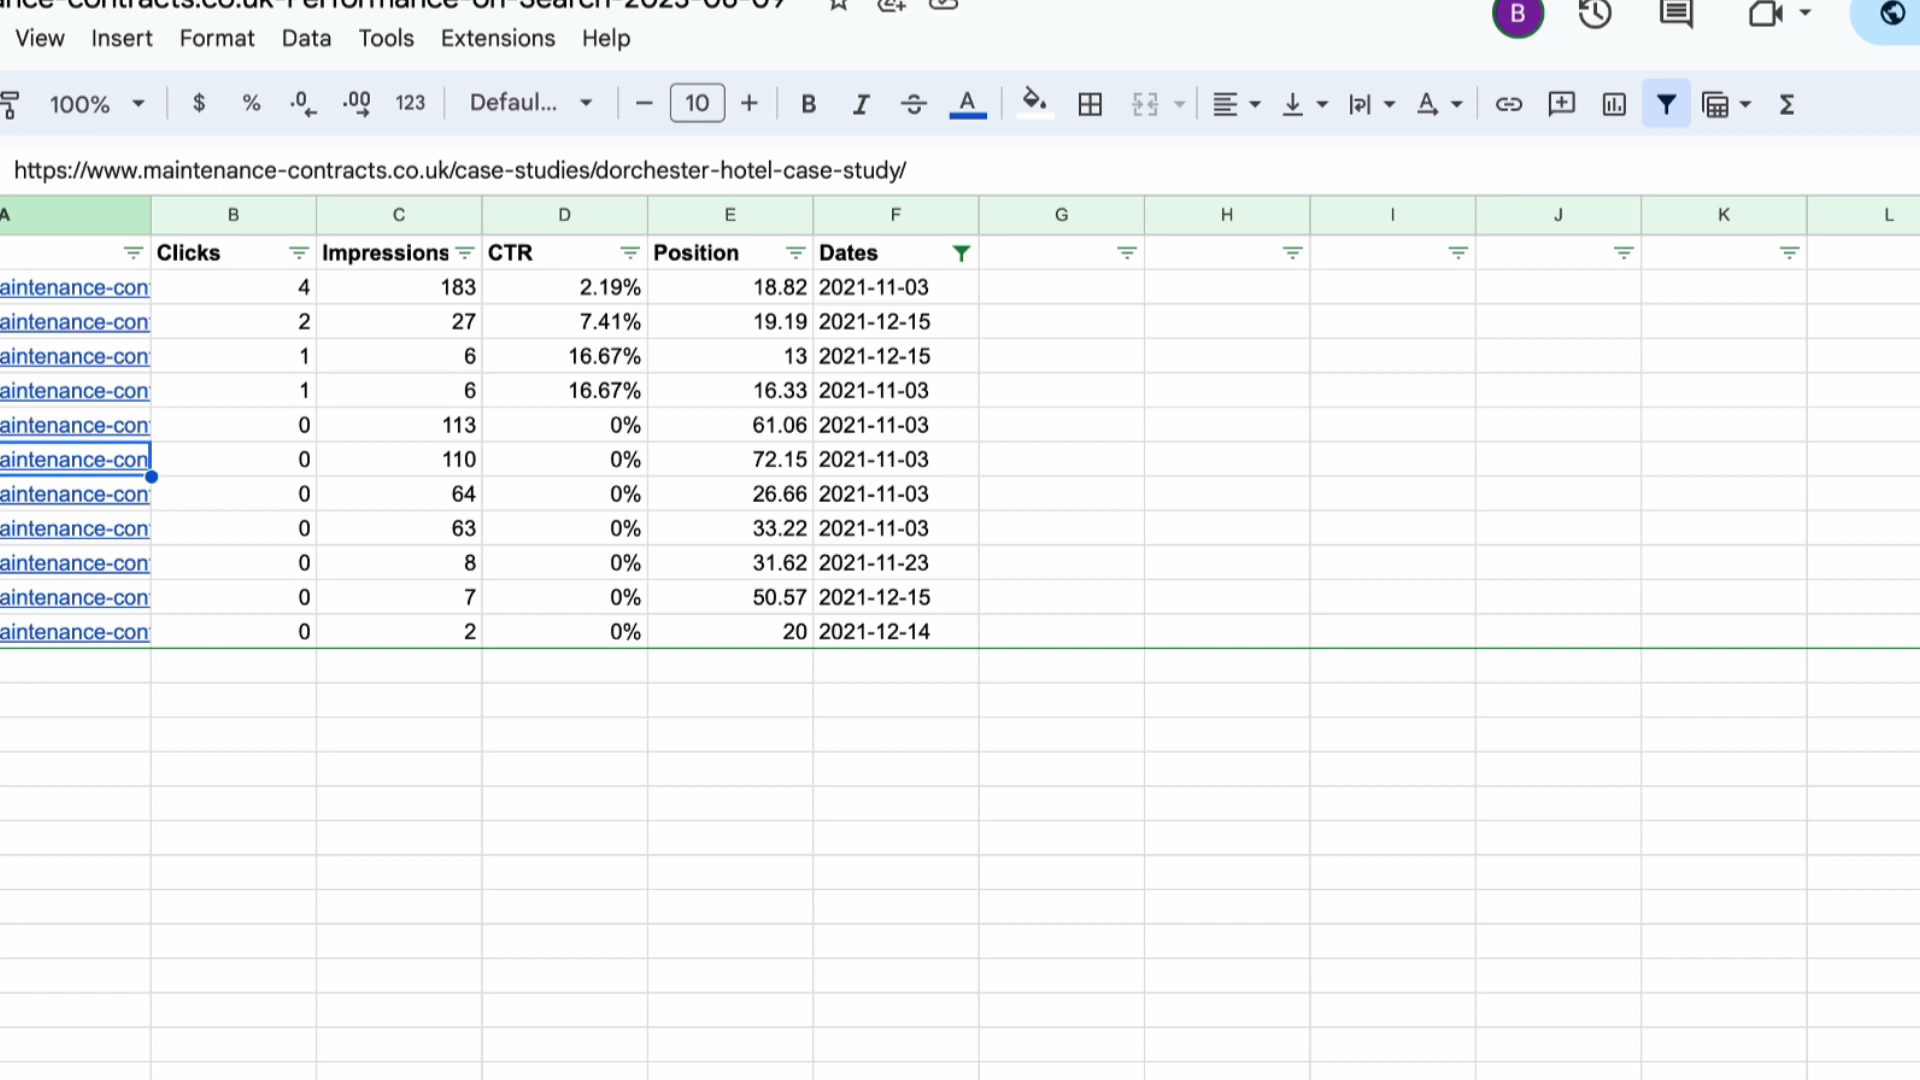 View Insert Format Data Tools Extensions Help B
100% $ % .0 .00 123 Defaul... − 10 + B I A A Σ
https://www.maintenance-contracts.co.uk/case-studies/dorchester-hotel-case-study/
A B C D E F G H I J K L
Clicks Impressions CTR Position Dates
aintenance-con 4 183 2.19% 18.82 2021-11-03
aintenance-con 2 27 7.41% 19.19 2021-12-15
aintenance-con 1 6 16.67% 13 2021-12-15
aintenance-con 1 6 16.67% 16.33 2021-11-03
aintenance-con 0 113 0% 61.06 2021-11-03
aintenance-con 0 110 0% 72.15 2021-11-03
aintenance-con 0 64 0% 26.66 2021-11-03
aintenance-con 0 63 0% 33.22 2021-11-03
aintenance-con 0 8 0% 31.62 2021-11-23
aintenance-con 0 7 0% 50.57 2021-12-15
aintenance-con 0 2 0% 20 2021-12-14